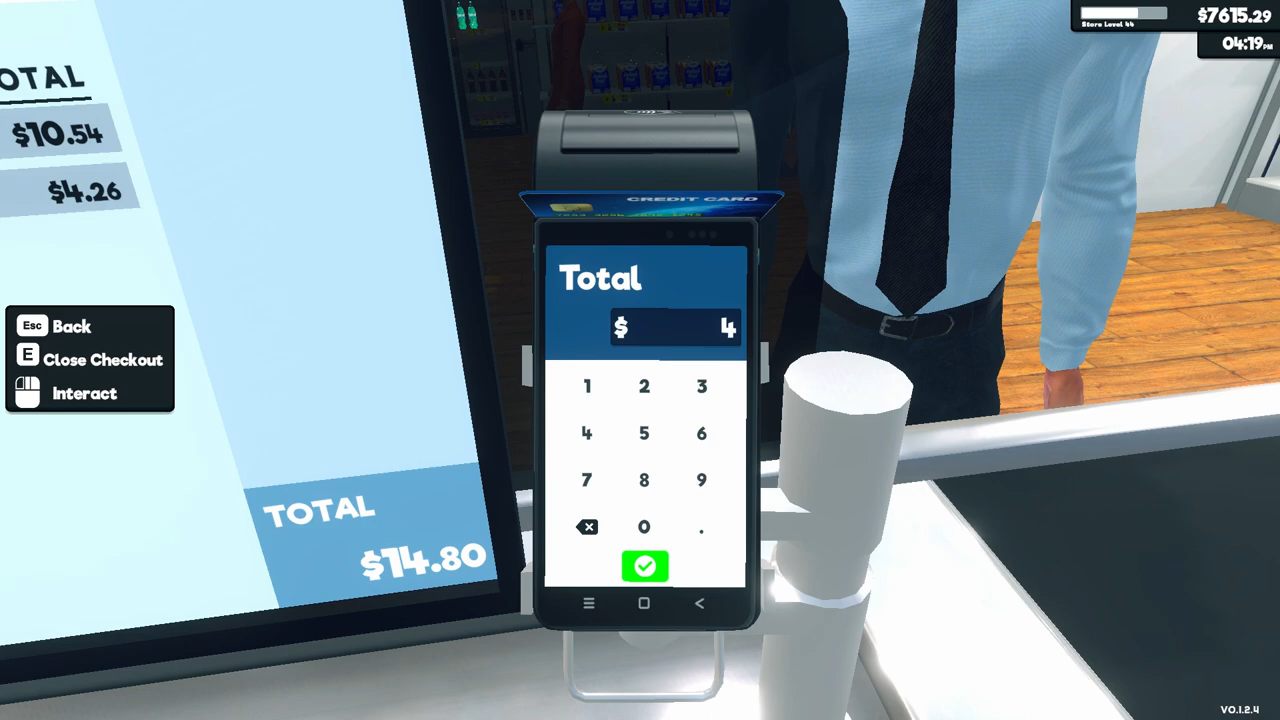 OTAL
$10.54
$4.26
TOTAL
$14.80
Esc Back
E Close Checkout
Interact
CREDIT CARD
Total
$ 4
1 2 3
4 5 6
7 8 9
0 .
$7615.29
Store Level 44
04:19PM
V0.1.2.4